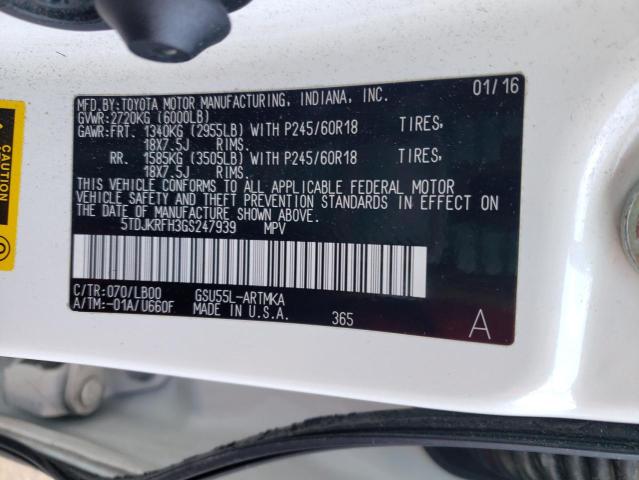 MFD.BY:TOYOTA MOTOR MANUFACTURING, INDIANA, INC. 01/16
GVWR:2720KG (6000LB)
GAWR:FRT. 1340KG (2955LB) WITH P245/60R18 TIRES,
18X7.5J RIMS.
RR. 1585KG (3505LB) WITH P245/60R18 TIRES,
18X7.5J RIMS.
THIS VEHICLE CONFORMS TO ALL APPLICABLE FEDERAL MOTOR
VEHICLE SAFETY AND THEFT PREVENTION STANDARDS IN EFFECT ON THE
DATE OF MANUFACTURE SHOWN ABOVE.
5TDJKRFH3GS247939 MPV
C/TR:070/LB00 GSU55L-ARTMKA
A/TM:-01A/U660F MADE IN U.S.A. 365 A
CAUTION